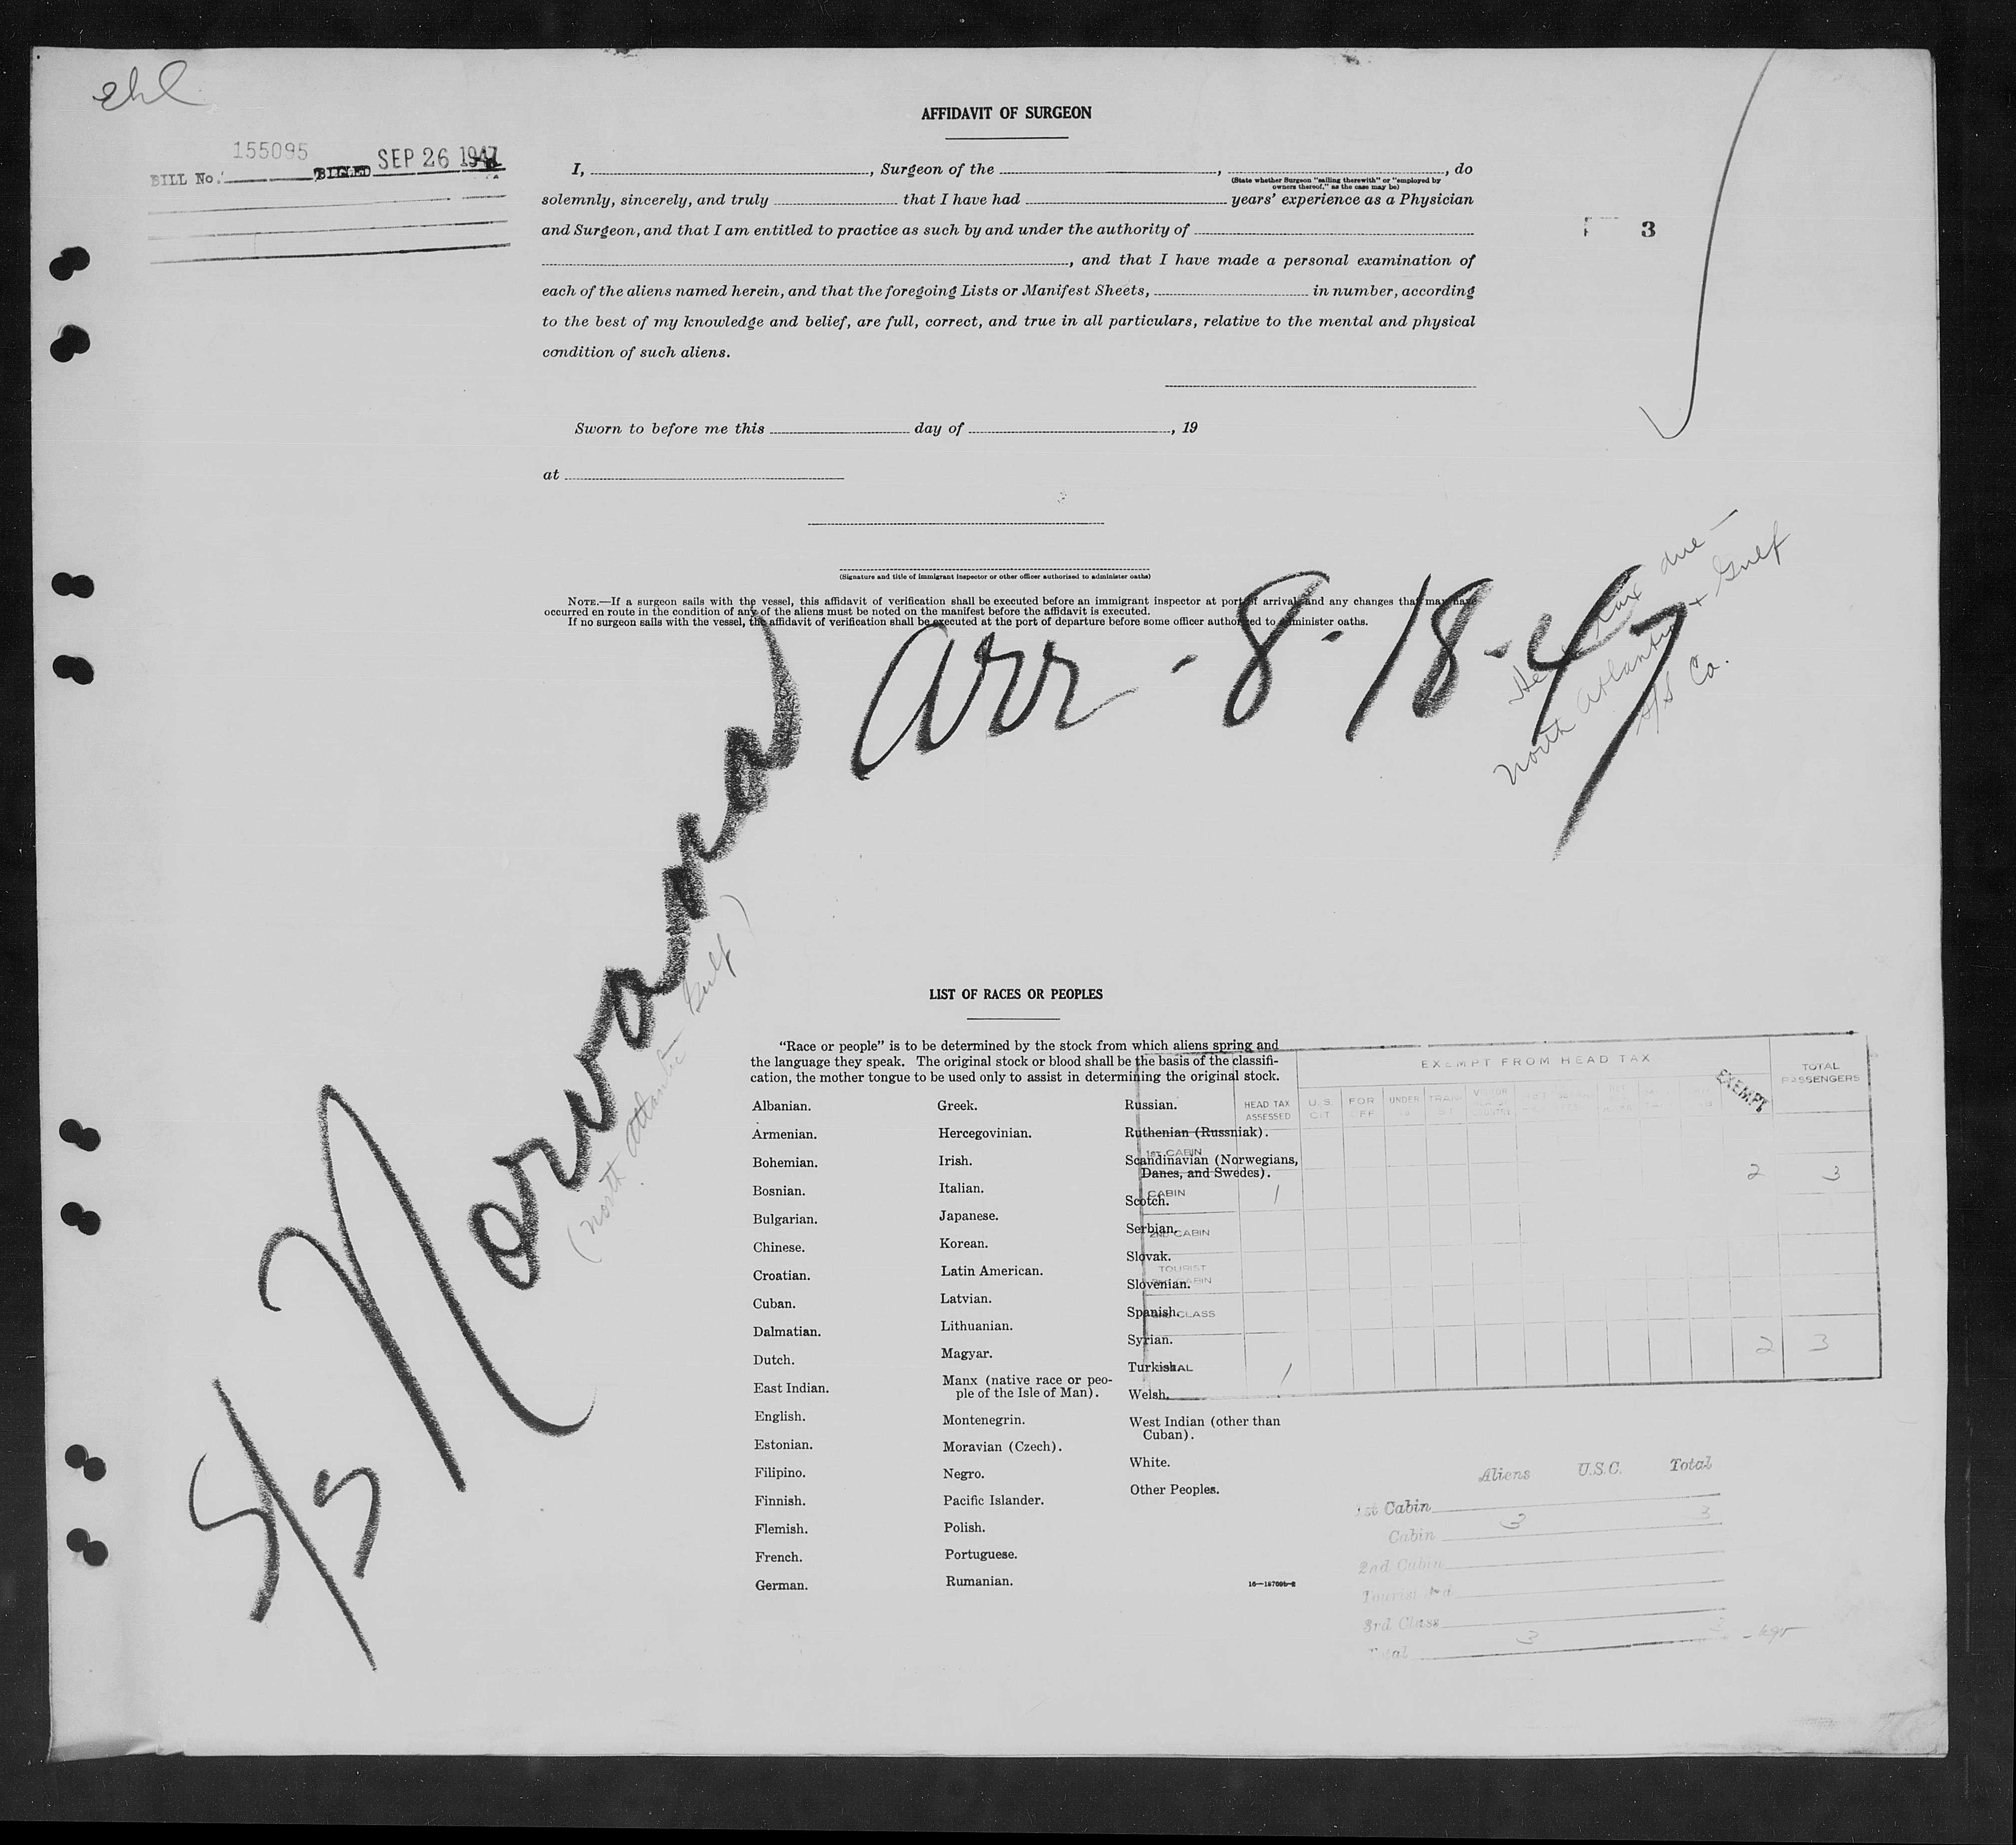 ehl
155095
BILL No. BILLED SEP 26 1947
AFFIDAVIT OF SURGEON
I, , Surgeon of the , , do
(State whether Surgeon "sailing therewith" or "employed by
owners thereof," as the case may be)
solemnly, sincerely, and truly that I have had years' experience as a Physician
and Surgeon, and that I am entitled to practice as such by and under the authority of
, and that I have made a personal examination of
each of the aliens named herein, and that the foregoing Lists or Manifest Sheets, in number, according
to the best of my knowledge and belief, are full, correct, and true in all particulars, relative to the mental and physical
condition of such aliens.
3
Sworn to before me this day of , 19
at
(Signature and title of immigrant inspector or other officer authorized to administer oaths)
NOTE.—If a surgeon sails with the vessel, this affidavit of verification shall be executed before an immigrant inspector at port of arrival and any changes that may have
occurred en route in the condition of any of the aliens must be noted on the manifest before the affidavit is executed.
If no surgeon sails with the vessel, the affidavit of verification shall be executed at the port of departure before some officer authorized to administer oaths.
Arr - 8-18-47
Head tax due —
North Atlantic & Gulf
S/S Co.
S/S Norvana
(North Atlantic Gulf)
LIST OF RACES OR PEOPLES
"Race or people" is to be determined by the stock from which aliens spring and
the language they speak. The original stock or blood shall be the basis of the classifi-
cation, the mother tongue to be used only to assist in determining the original stock.
Albanian.
Armenian.
Bohemian.
Bosnian.
Bulgarian.
Chinese.
Croatian.
Cuban.
Dalmatian.
Dutch.
East Indian.
English.
Estonian.
Filipino.
Finnish.
Flemish.
French.
German.
Greek.
Hercegovinian.
Irish.
Italian.
Japanese.
Korean.
Latin American.
Latvian.
Lithuanian.
Magyar.
Manx (native race or peo-
ple of the Isle of Man).
Montenegrin.
Moravian (Czech).
Negro.
Pacific Islander.
Polish.
Portuguese.
Rumanian.
Russian.
Ruthenian (Russniak).
Scandinavian (Norwegians,
Danes, and Swedes).
Scotch.
Serbian.
Slovak.
Slovenian.
Spanish.
Syrian.
Turkish.
Welsh.
West Indian (other than
Cuban).
White.
Other Peoples.
16—18769b-2
EXEMPT FROM HEAD TAX
TOTAL
PASSENGERS
HEAD TAX
ASSESSED
U.S.
CIT
FOR
OFF
UNDER
16
TRAN
EXEMPT
1ST CABIN
2 3
CABIN 1
2ND CABIN
TOURIST
CABIN
CLASS
TOTAL 1 2 3
Aliens U.S.C. Total
1st Cabin
Cabin 3 3
2nd Cabin
Tourist 3rd
3rd Class
Total 3 3